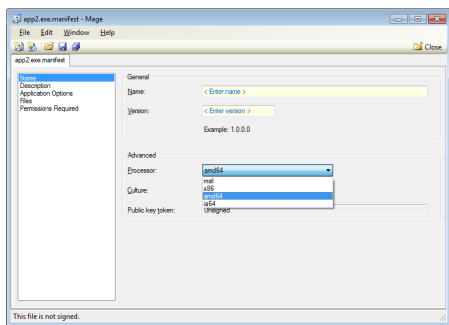 app2.exe.manifest - Mage
File Edit Window Help
Close
app2.exe.manifest
Name
Description
Application Options
Files
Permissions Required
General
Name: < Enter name >
Version: < Enter version >
Example: 1.0.0.0
Advanced
Processor: amd64
msil
x86
amd64
ia64
Culture:
Public key token: Unsigned
This file is not signed.